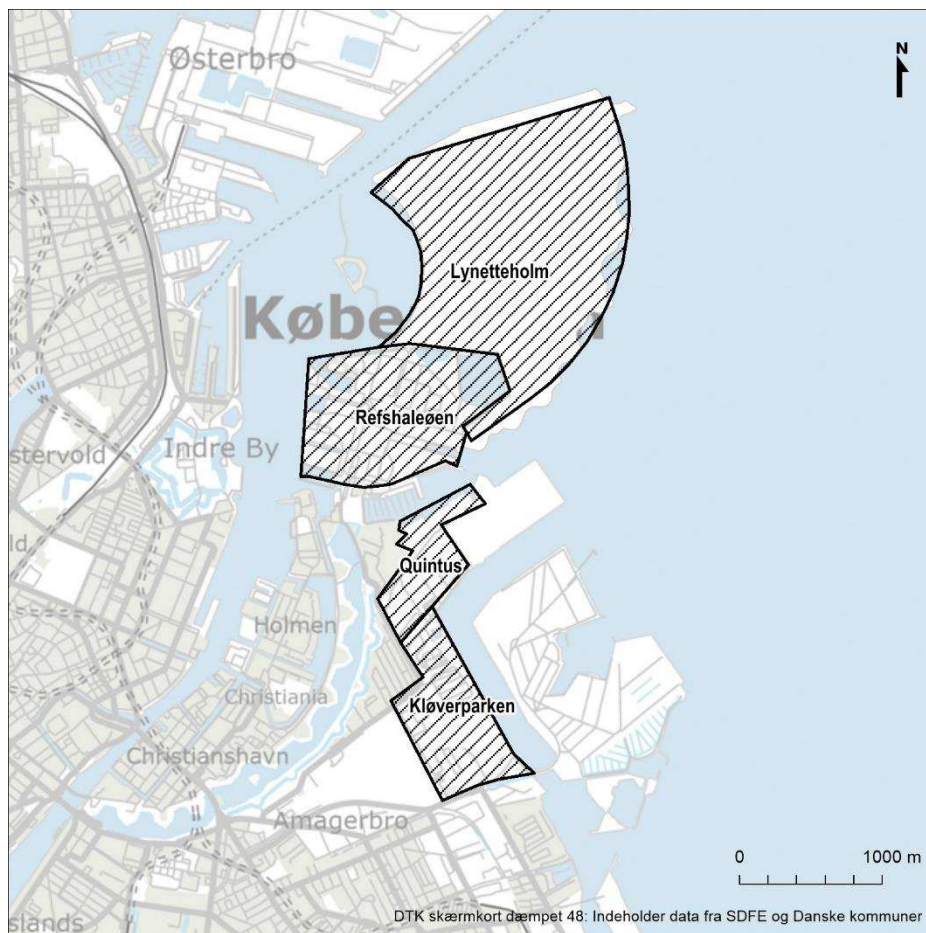 Østerbro
N
Lynetteholm
Købe
Refshaleøen
Indre By
stervold
ld
Quintus
Holmen
Christiania
Kløverparken
Christianshavn
Amagerbro
0 1000 m
slands
DTK skærmkort dæmpet 48: Indeholder data fra SDFE og Danske kommuner